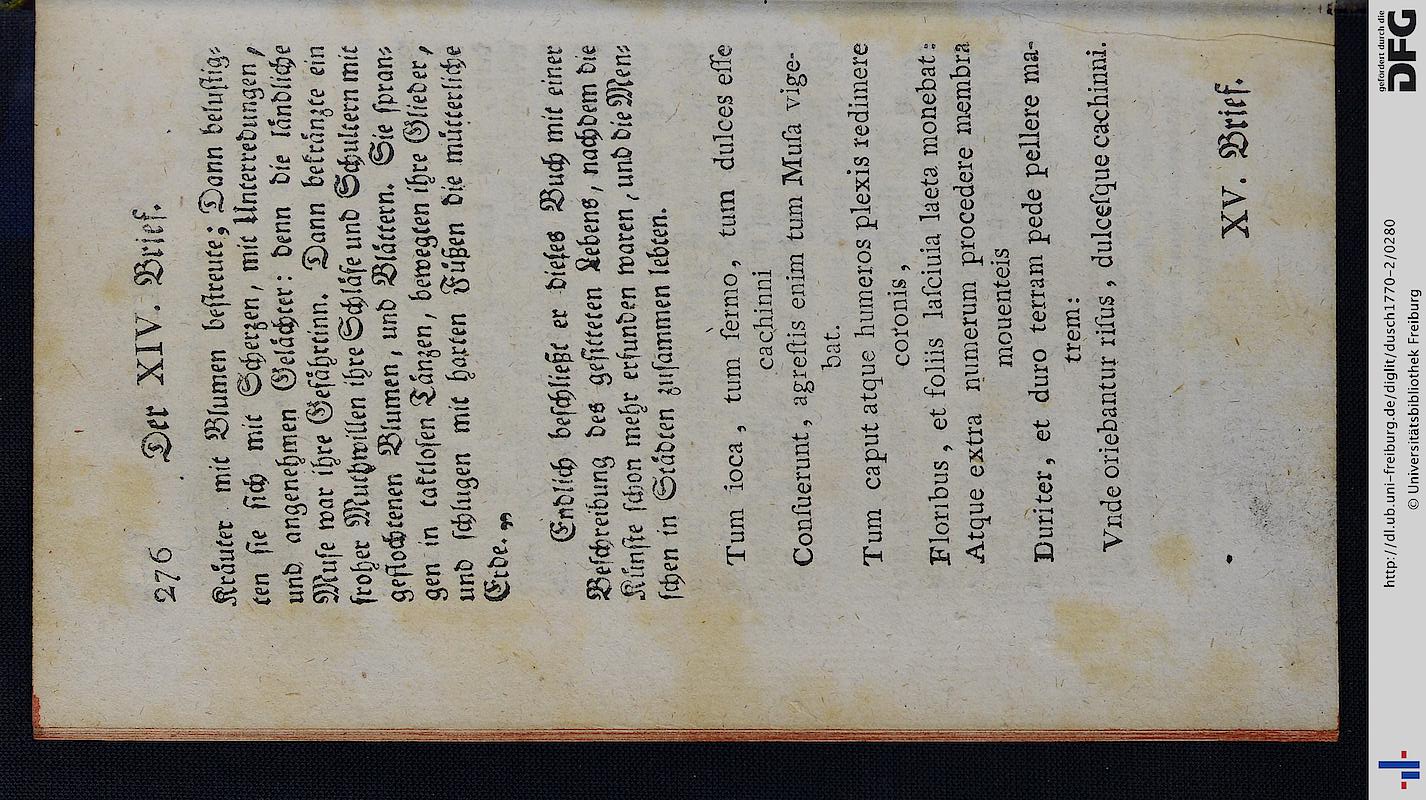 276 Der XIV. Brief.
Kräuter mit Blumen beſtreute; Dann beluſtig-
ten ſie ſich mit Scherzen, mit Unterredungen,
und angenehmen Gelächter: denn die ländliche
Muſe war ihre Gefährtinn. Dann bekränzte ein
froher Muthwillen ihre Schläfe und Schultern mit
geflochtenen Blumen, und Blättern. Sie ſpran-
gen in taktloſen Tänzen, bewegten ihre Glieder,
und ſchlugen mit harten Füßen die mütterliche
Erde.„
Endlich beſchließt er dieſes Buch mit einer
Beſchreibung des geſitteten Lebens, nachdem die
Künſte ſchon mehr erfunden waren, und die Men-
ſchen in Städten zuſammen lebten.
Tum ioca, tum ſermo, tum dulces eſſe
cachinni
Conſuerunt, agreſtis enim tum Muſa vige-
bat.
Tum caput atque humeros plexis redimere
coronis,
Floribus, et foliis laſciuia laeta monebat:
Atque extra numerum procedere membra
mouenteis
Duriter, et duro terram pede pellere ma-
trem:
Vnde oriebantur riſus, dulceſque cachinni.
XV. Brief.
gefördert durch die
DFG
http://dl.ub.uni-freiburg.de/diglit/dusch1770-2/0280
© Universitätsbibliothek Freiburg